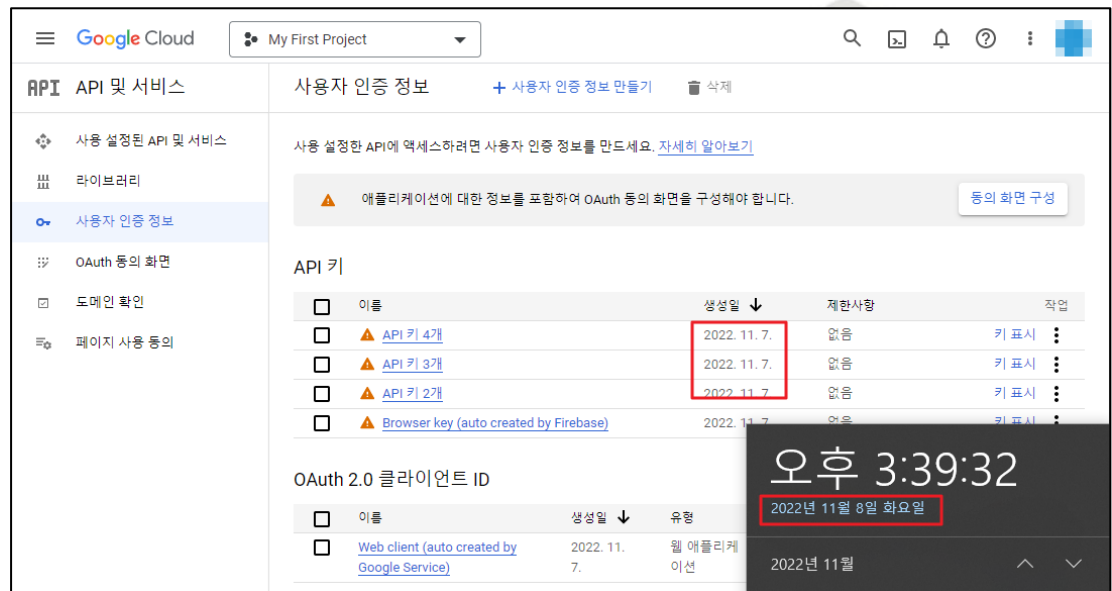 Google Cloud
My First Project
API API 및 서비스
사용자 인증 정보
+ 사용자 인증 정보 만들기
삭제
사용 설정된 API 및 서비스
라이브러리
사용자 인증 정보
OAuth 동의 화면
도메인 확인
페이지 사용 동의
사용 설정한 API에 액세스하려면 사용자 인증 정보를 만드세요. 자세히 알아보기
애플리케이션에 대한 정보를 포함하여 OAuth 동의 화면을 구성해야 합니다.
동의 화면 구성
API 키
이름 생성일 제한사항 작업
API 키 4개 2022. 11. 7. 없음 키 표시
API 키 3개 2022. 11. 7. 없음 키 표시
API 키 2개 2022. 11. 7. 없음 키 표시
Browser key (auto created by Firebase) 2022. 11. 7. 없음 키 표시
OAuth 2.0 클라이언트 ID
이름 생성일 유형
Web client (auto created by 2022. 11. 웹 애플리케
Google Service) 7. 이션
오후 3:39:32
2022년 11월 8일 화요일
2022년 11월